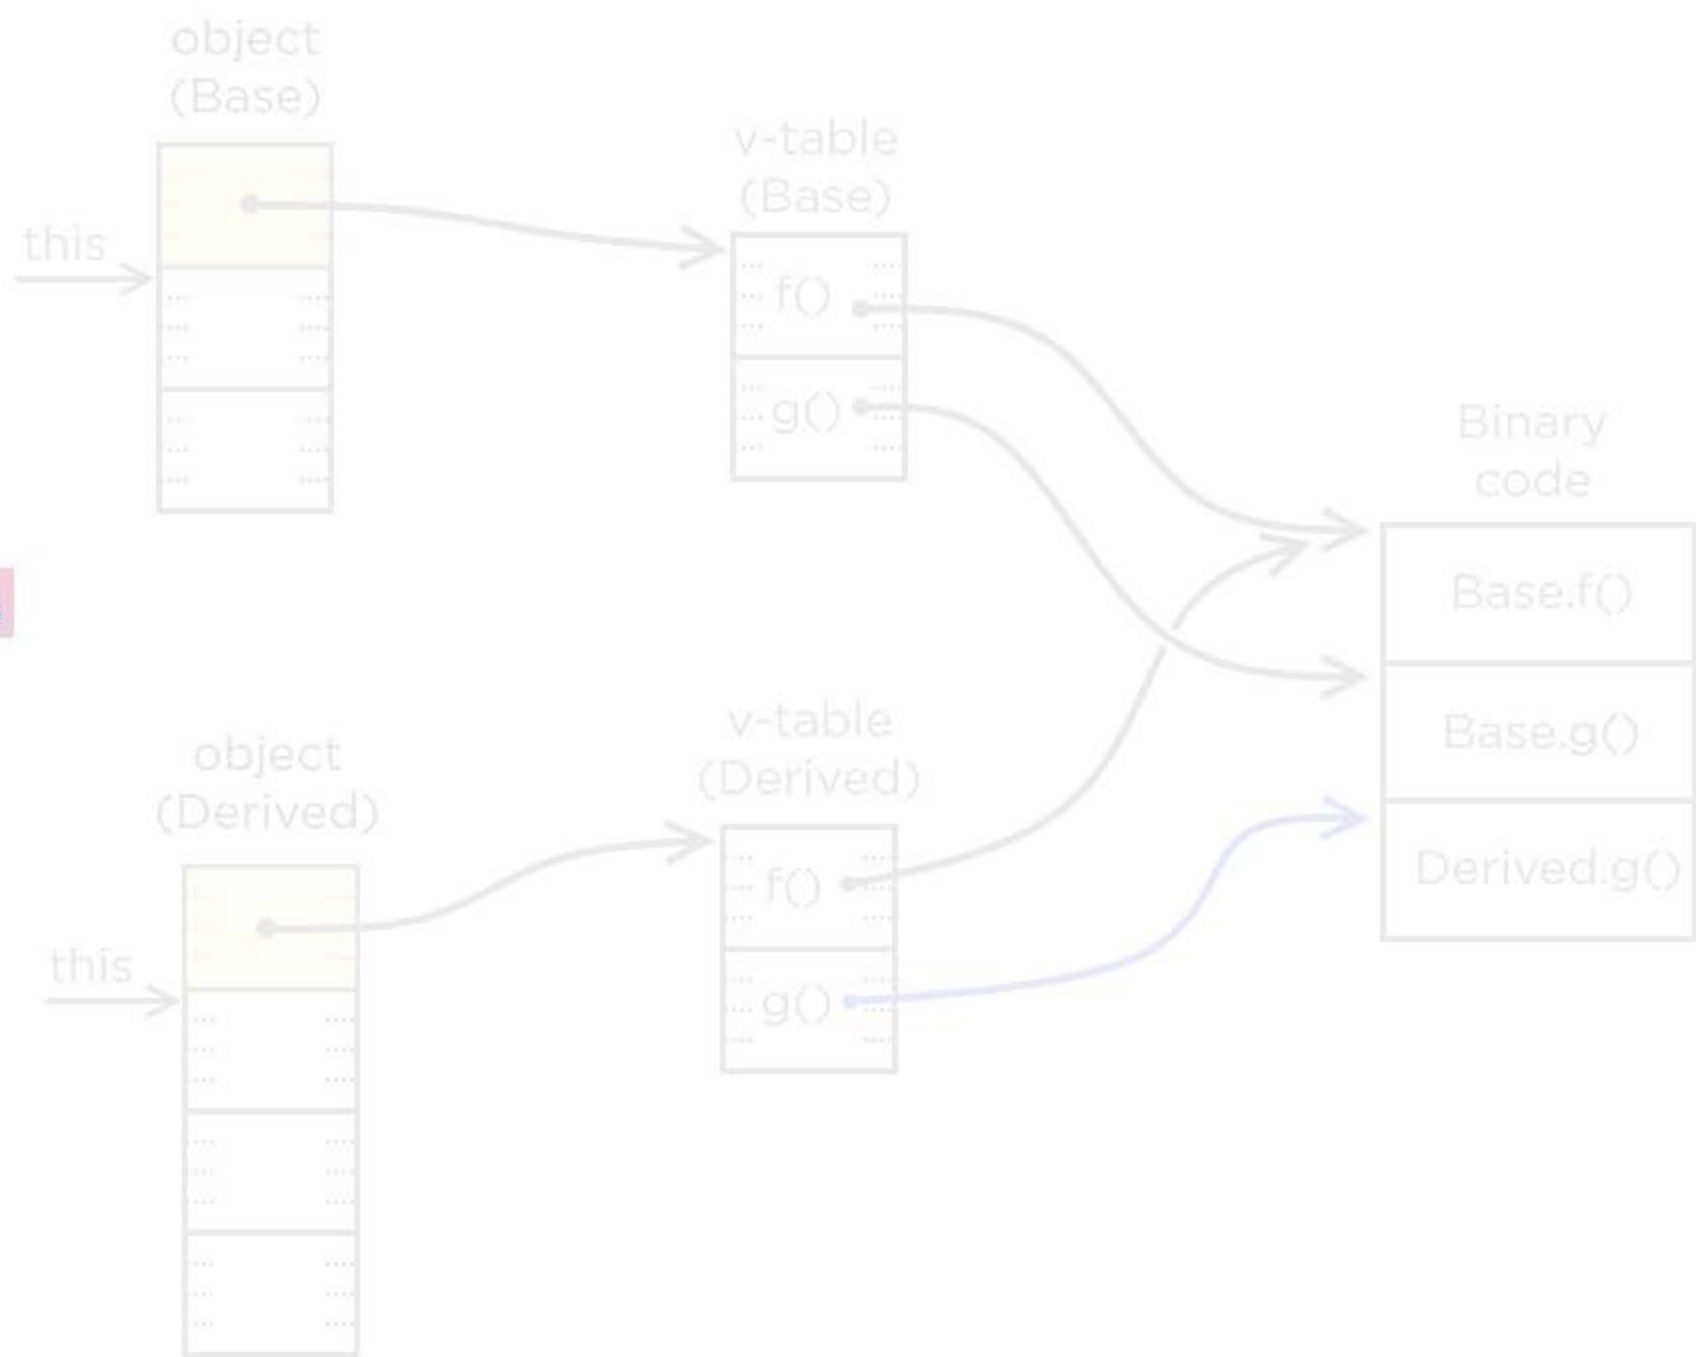 object
(Base)
this
v-table
(Base)
f()
g()
Binary
code
Base.f()
Base.g()
Derived.g()
object
(Derived)
this
v-table
(Derived)
f()
g()